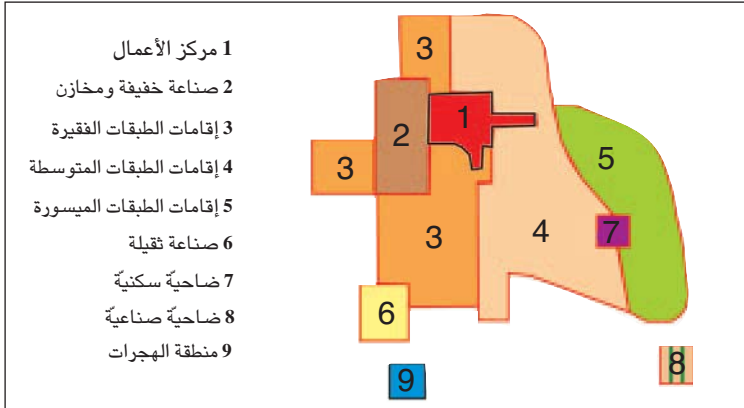 1 مركز الأعمال
2 صناعة خفيفة ومخازن
3 إقامات الطبقات الفقيرة
4 إقامات الطبقات المتوسطة
5 إقامات الطبقات الميسورة
6 صناعة ثقيلة
7 ضاحيّة سكنيّة
8 ضاحيّة صناعيّة
9 منطقة الهجرات
3
1
2
3
5
3
4
7
6
8
9